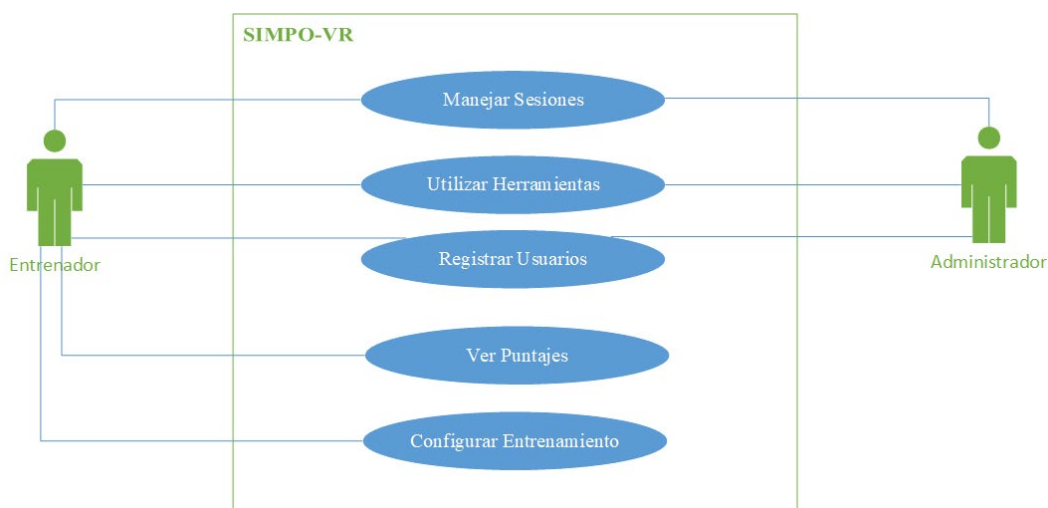 SIMPO-VR
Manejar Sesiones
Utilizar Herramientas
Registrar Usuarios
Entrenador
Administrador
Ver Puntajes
Configurar Entrenamiento